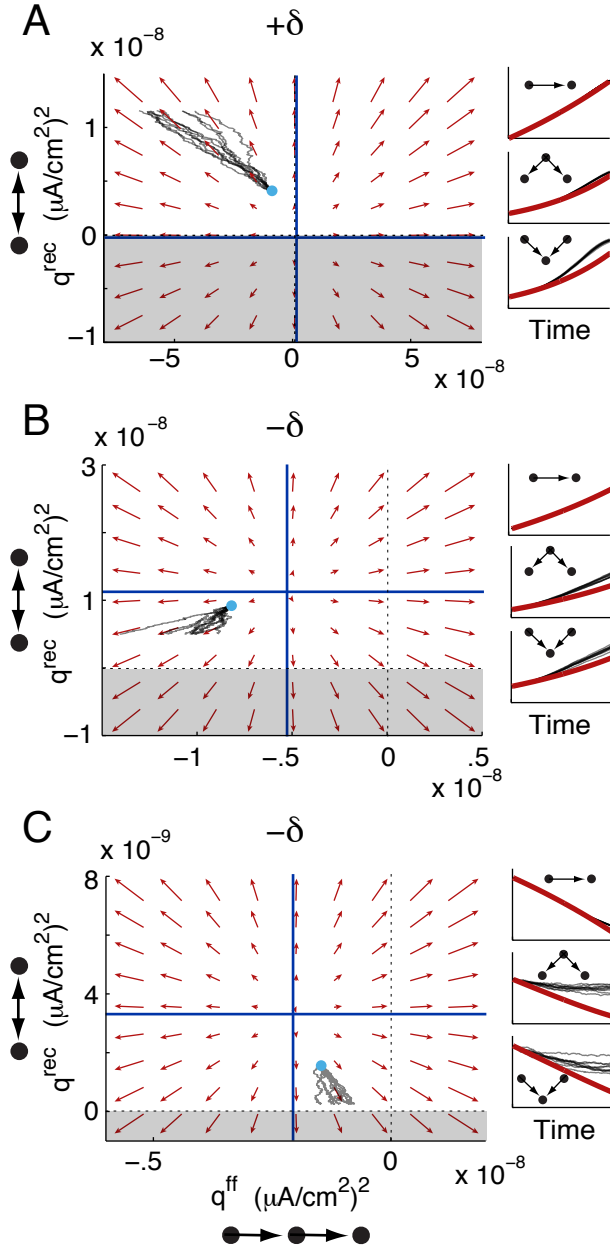 A
+δ
x 10⁻⁸
1
0
−1
q^rec (μA/cm²)²
−5
0
5
x 10⁻⁸
Time
B
−δ
x 10⁻⁸
3
1
−1
q^rec (μA/cm²)²
−1
−.5
0
.5
x 10⁻⁸
Time
C
−δ
x 10⁻⁹
8
4
0
q^rec (μA/cm²)²
−.5
0
x 10⁻⁸
q^ff (μA/cm²)²
Time